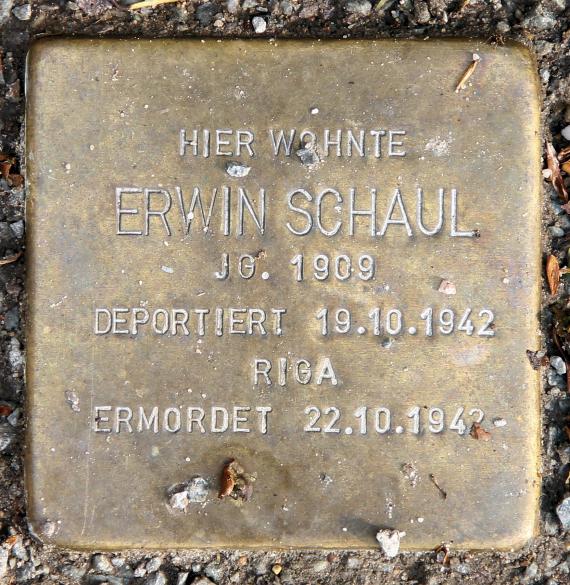 HIER WOHNTE
ERWIN SCHAUL
JG. 1909
DEPORTIERT 19.10.1942
RIGA
ERMORDET 22.10.1942